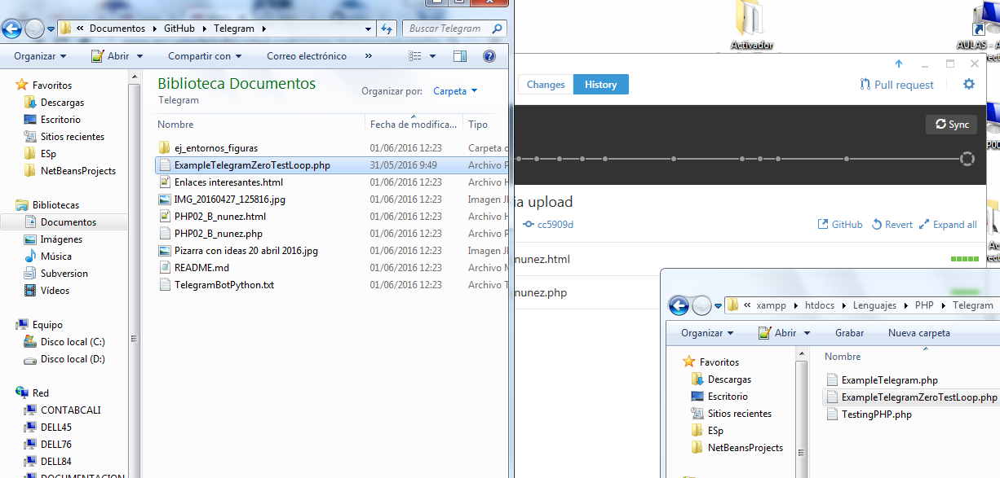 « Documents ▸ GitHub ▸ Telegram ▸
Buscar Telegram
Organizar
Abrir
Compartir con
Correo electrónico
»
Favoritos
Descargas
Escritorio
Sitios recientes
ESp
NetBeansProjects
Bibliotecas
Documentos
Imágenes
Música
Subversion
Vídeos
Equipo
Disco local (C:)
Disco local (D:)
Red
CONTABCALI
DELL45
DELL76
DELL84
DOCUMENTACION
Biblioteca Documentos
Telegram
Organizar por: Carpeta
Nombre Fecha de modifica... Tipo
ej_entornos_figuras 01/06/2016 12:23 Carpeta d
ExampleTelegramZeroTestLoop.php 31/05/2016 9:49 Archivo P
Enlaces interesantes.html 01/06/2016 12:23 Archivo H
IMG_20160427_125816.jpg 01/06/2016 12:23 Imagen JP
PHP02_B_nunez.html 01/06/2016 12:23 Archivo H
PHP02_B_nunez.php 01/06/2016 12:23 Archivo P
Pizarra con ideas 20 abril 2016.jpg 01/06/2016 12:23 Imagen JP
README.md 01/06/2016 12:23 Archivo M
TelegramBotPython.txt 01/06/2016 12:23 Archivo T
Activador
AULAS - A
Changes
History
Pull request
Sync
ia upload
cc5909d
GitHub
Revert
Expand all
nunez.html
nunez.php
« xampp ▸ htdocs ▸ Lenguajes ▸ PHP ▸ Telegram
Organizar
Abrir
Grabar
Nueva carpeta
Favoritos
Descargas
Escritorio
Sitios recientes
ESp
NetBeansProjects
Nombre
ExampleTelegram.php
ExampleTelegramZeroTestLoop.php
TestingPHP.php